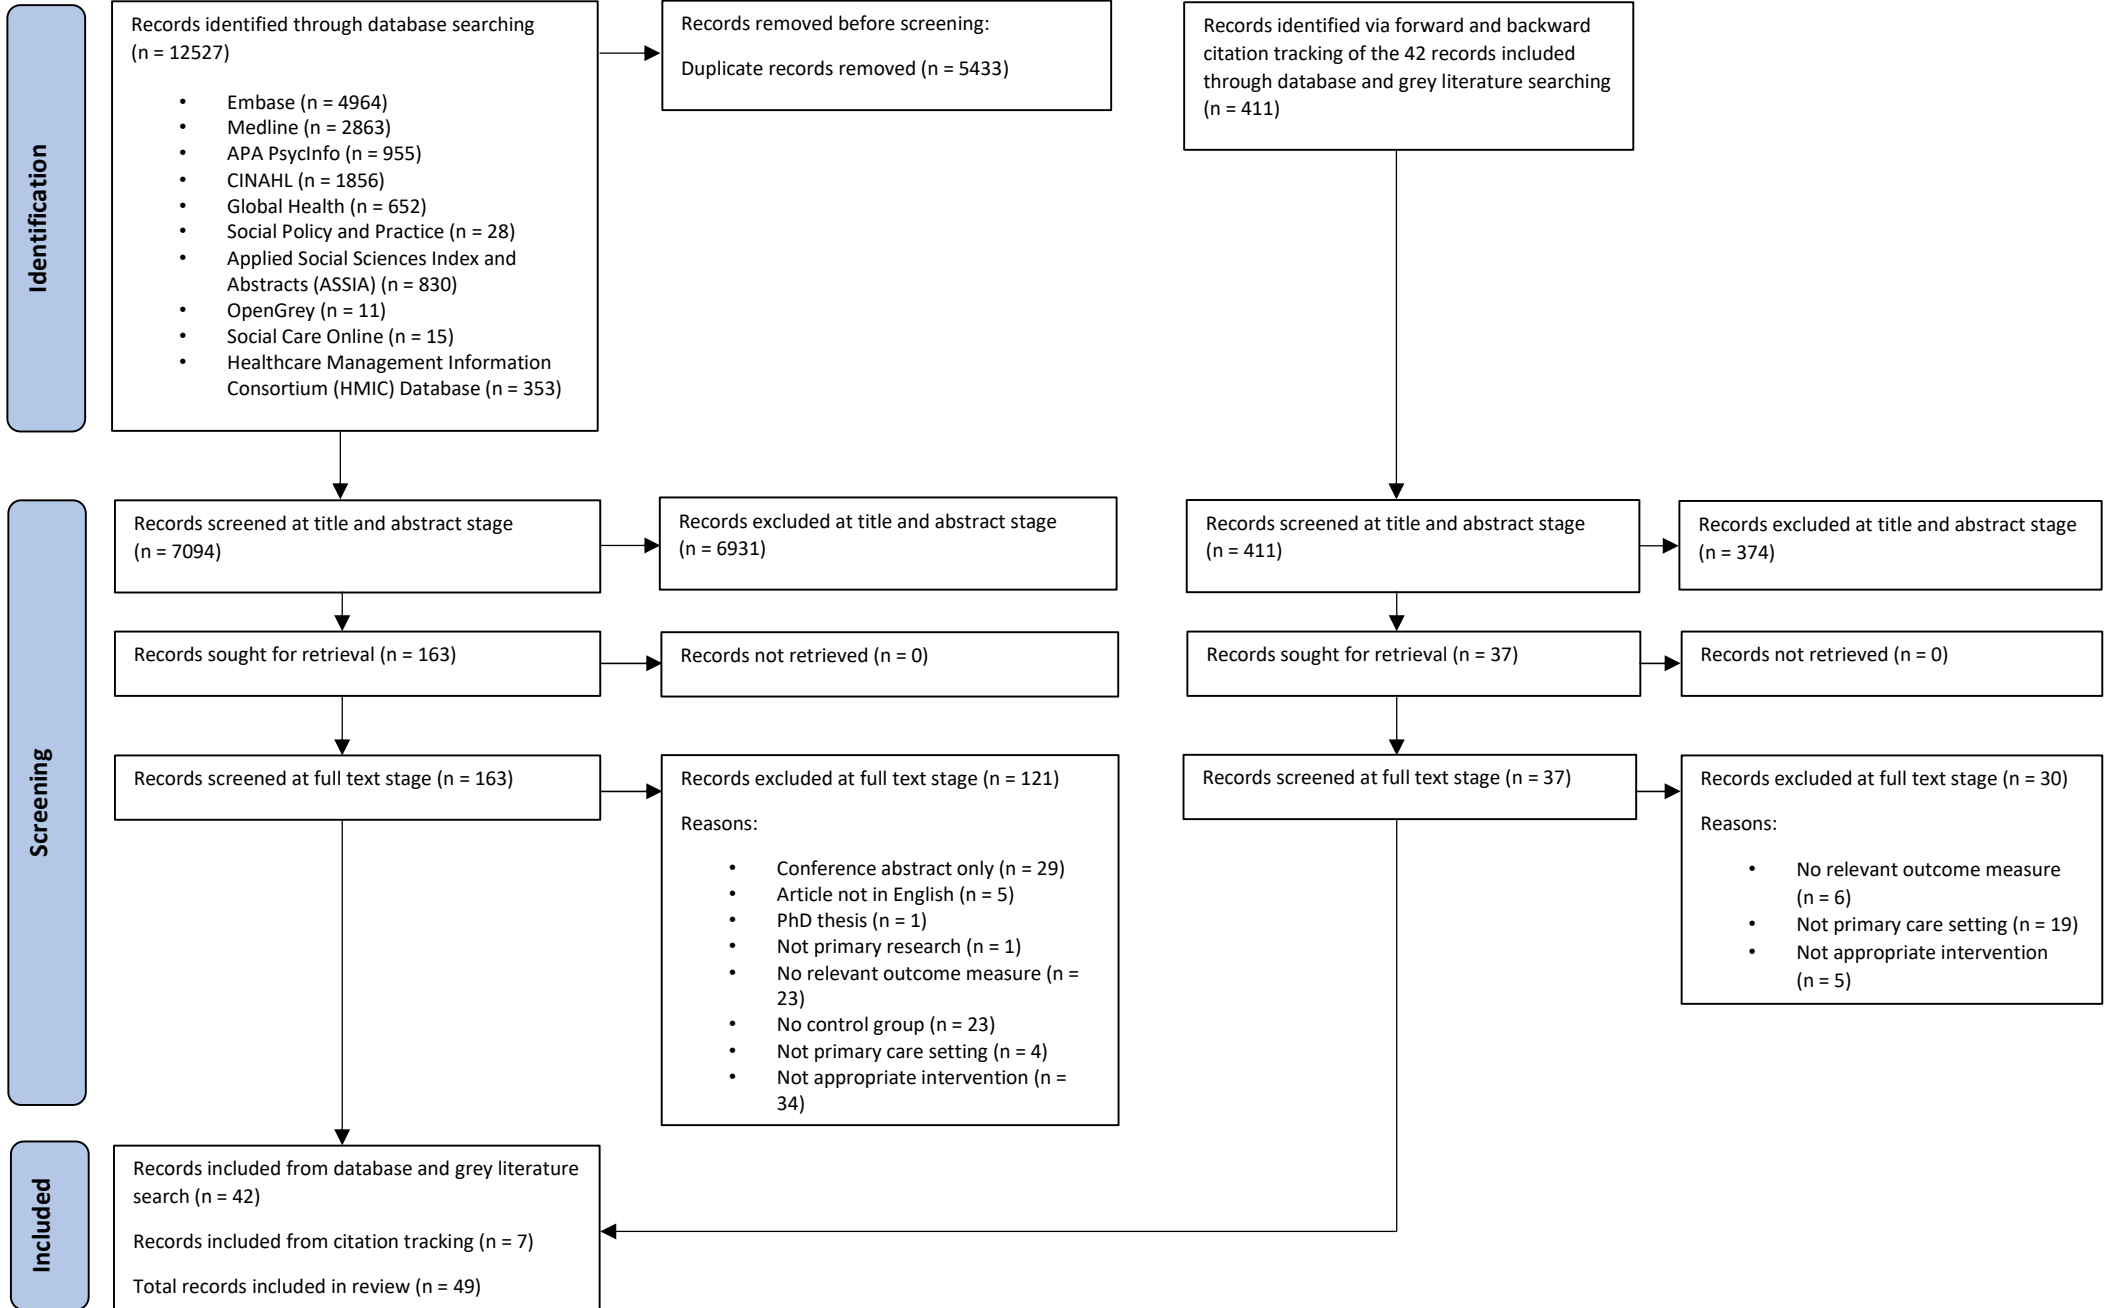 Identification
Records identified through database searching
(n = 12527)
• Embase (n = 4964)
• Medline (n = 2863)
• APA PsycInfo (n = 955)
• CINAHL (n = 1856)
• Global Health (n = 652)
• Social Policy and Practice (n = 28)
• Applied Social Sciences Index and
Abstracts (ASSIA) (n = 830)
• OpenGrey (n = 11)
• Social Care Online (n = 15)
• Healthcare Management Information
Consortium (HMIC) Database (n = 353)
Records removed before screening:
Duplicate records removed (n = 5433)
Records identified via forward and backward
citation tracking of the 42 records included
through database and grey literature searching
(n = 411)
Screening
Records screened at title and abstract stage
(n = 7094)
Records excluded at title and abstract stage
(n = 6931)
Records screened at title and abstract stage
(n = 411)
Records excluded at title and abstract stage
(n = 374)
Records sought for retrieval (n = 163)
Records not retrieved (n = 0)
Records sought for retrieval (n = 37)
Records not retrieved (n = 0)
Records screened at full text stage (n = 163)
Records excluded at full text stage (n = 121)
Reasons:
• Conference abstract only (n = 29)
• Article not in English (n = 5)
• PhD thesis (n = 1)
• Not primary research (n = 1)
• No relevant outcome measure (n =
23)
• No control group (n = 23)
• Not primary care setting (n = 4)
• Not appropriate intervention (n =
34)
Records screened at full text stage (n = 37)
Records excluded at full text stage (n = 30)
Reasons:
• No relevant outcome measure
(n = 6)
• Not primary care setting (n = 19)
• Not appropriate intervention
(n = 5)
Included
Records included from database and grey literature
search (n = 42)
Records included from citation tracking (n = 7)
Total records included in review (n = 49)